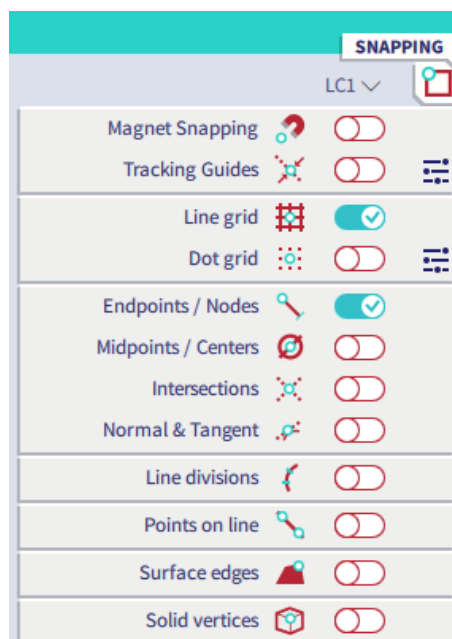 SNAPPING
LC1
Magnet Snapping
Tracking Guides
Line grid
Dot grid
Endpoints / Nodes
Midpoints / Centers
Intersections
Normal & Tangent
Line divisions
Points on line
Surface edges
Solid vertices